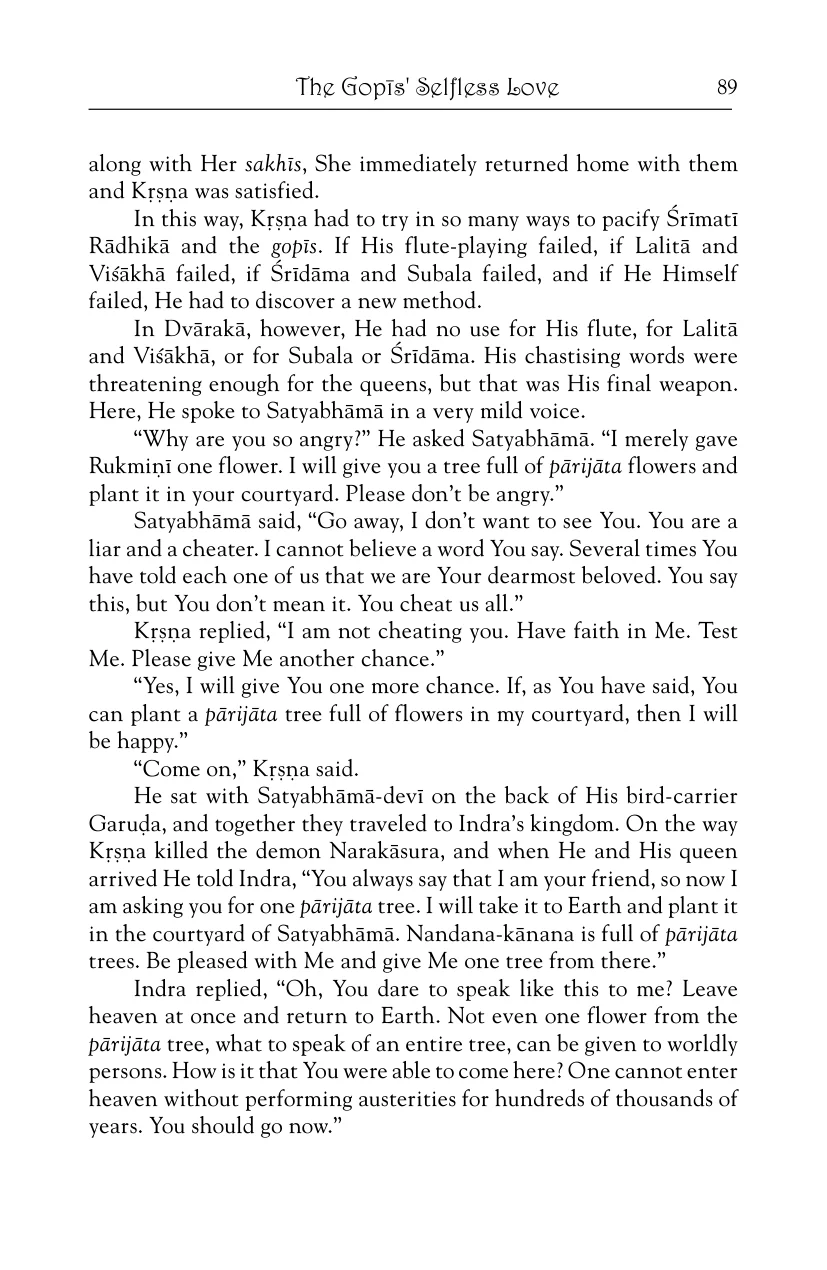 The Gopīs' Selfless Love 89
along with Her sakhīs, She immediately returned home with them
and Kṛṣṇa was satisfied.
In this way, Kṛṣṇa had to try in so many ways to pacify Śrīmatī
Rādhikā and the gopīs. If His flute-playing failed, if Lalitā and
Viśākhā failed, if Śrīdāma and Subala failed, and if He Himself
failed, He had to discover a new method.
In Dvārakā, however, He had no use for His flute, for Lalitā
and Viśākhā, or for Subala or Śrīdāma. His chastising words were
threatening enough for the queens, but that was His final weapon.
Here, He spoke to Satyabhāmā in a very mild voice.
“Why are you so angry?” He asked Satyabhāmā. “I merely gave
Rukmiṇī one flower. I will give you a tree full of pārijāta flowers and
plant it in your courtyard. Please don’t be angry.”
Satyabhāmā said, “Go away, I don’t want to see You. You are a
liar and a cheater. I cannot believe a word You say. Several times You
have told each one of us that we are Your dearmost beloved. You say
this, but You don’t mean it. You cheat us all.”
Kṛṣṇa replied, “I am not cheating you. Have faith in Me. Test
Me. Please give Me another chance.”
“Yes, I will give You one more chance. If, as You have said, You
can plant a pārijāta tree full of flowers in my courtyard, then I will
be happy.”
“Come on,” Kṛṣṇa said.
He sat with Satyabhāmā-devī on the back of His bird-carrier
Garuḍa, and together they traveled to Indra’s kingdom. On the way
Kṛṣṇa killed the demon Narakāsura, and when He and His queen
arrived He told Indra, “You always say that I am your friend, so now I
am asking you for one pārijāta tree. I will take it to Earth and plant it
in the courtyard of Satyabhāmā. Nandana-kānana is full of pārijāta
trees. Be pleased with Me and give Me one tree from there.”
Indra replied, “Oh, You dare to speak like this to me? Leave
heaven at once and return to Earth. Not even one flower from the
pārijāta tree, what to speak of an entire tree, can be given to worldly
persons. How is it that You were able to come here? One cannot enter
heaven without performing austerities for hundreds of thousands of
years. You should go now.”